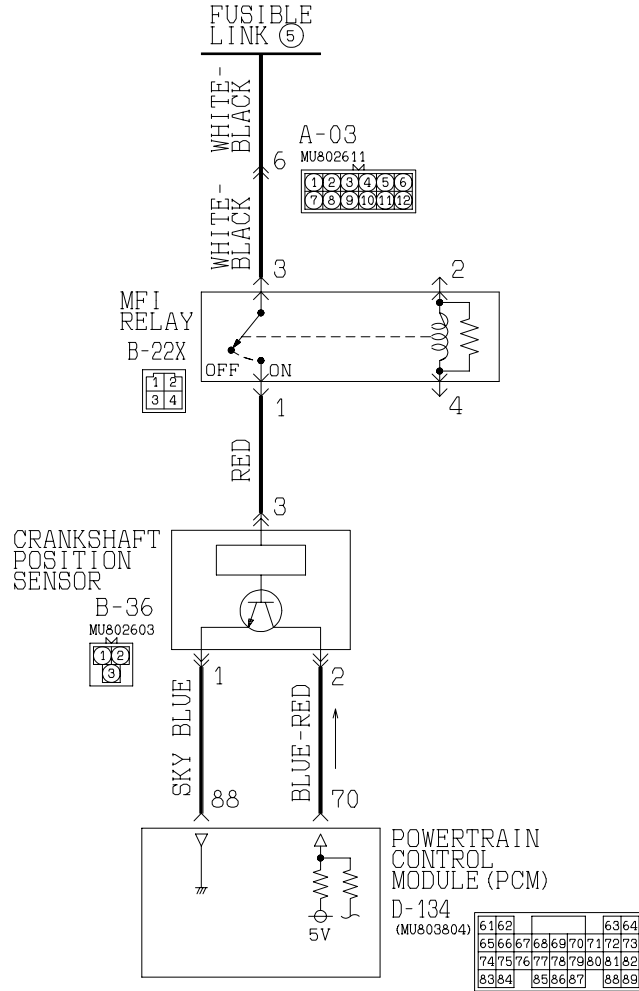 FUSIBLE
LINK 5
WHITE-
BLACK
6
A-03
MU802611
1 2 3 4 5 6
7 8 9 10 11 12
WHITE-
BLACK
3
2
MFI
RELAY
B-22X
OFF
ON
1 2
3 4
1
4
RED
3
CRANKSHAFT
POSITION
SENSOR
B-36
MU802603
1 2
3
1
2
SKY BLUE
BLUE-RED
88
70
POWERTRAIN
CONTROL
MODULE (PCM)
D-134
(MU803804)
5V
61 62 63 64
65 66 67 68 69 70 71 72 73
74 75 76 77 78 79 80 81 82
83 84 85 86 87 88 89